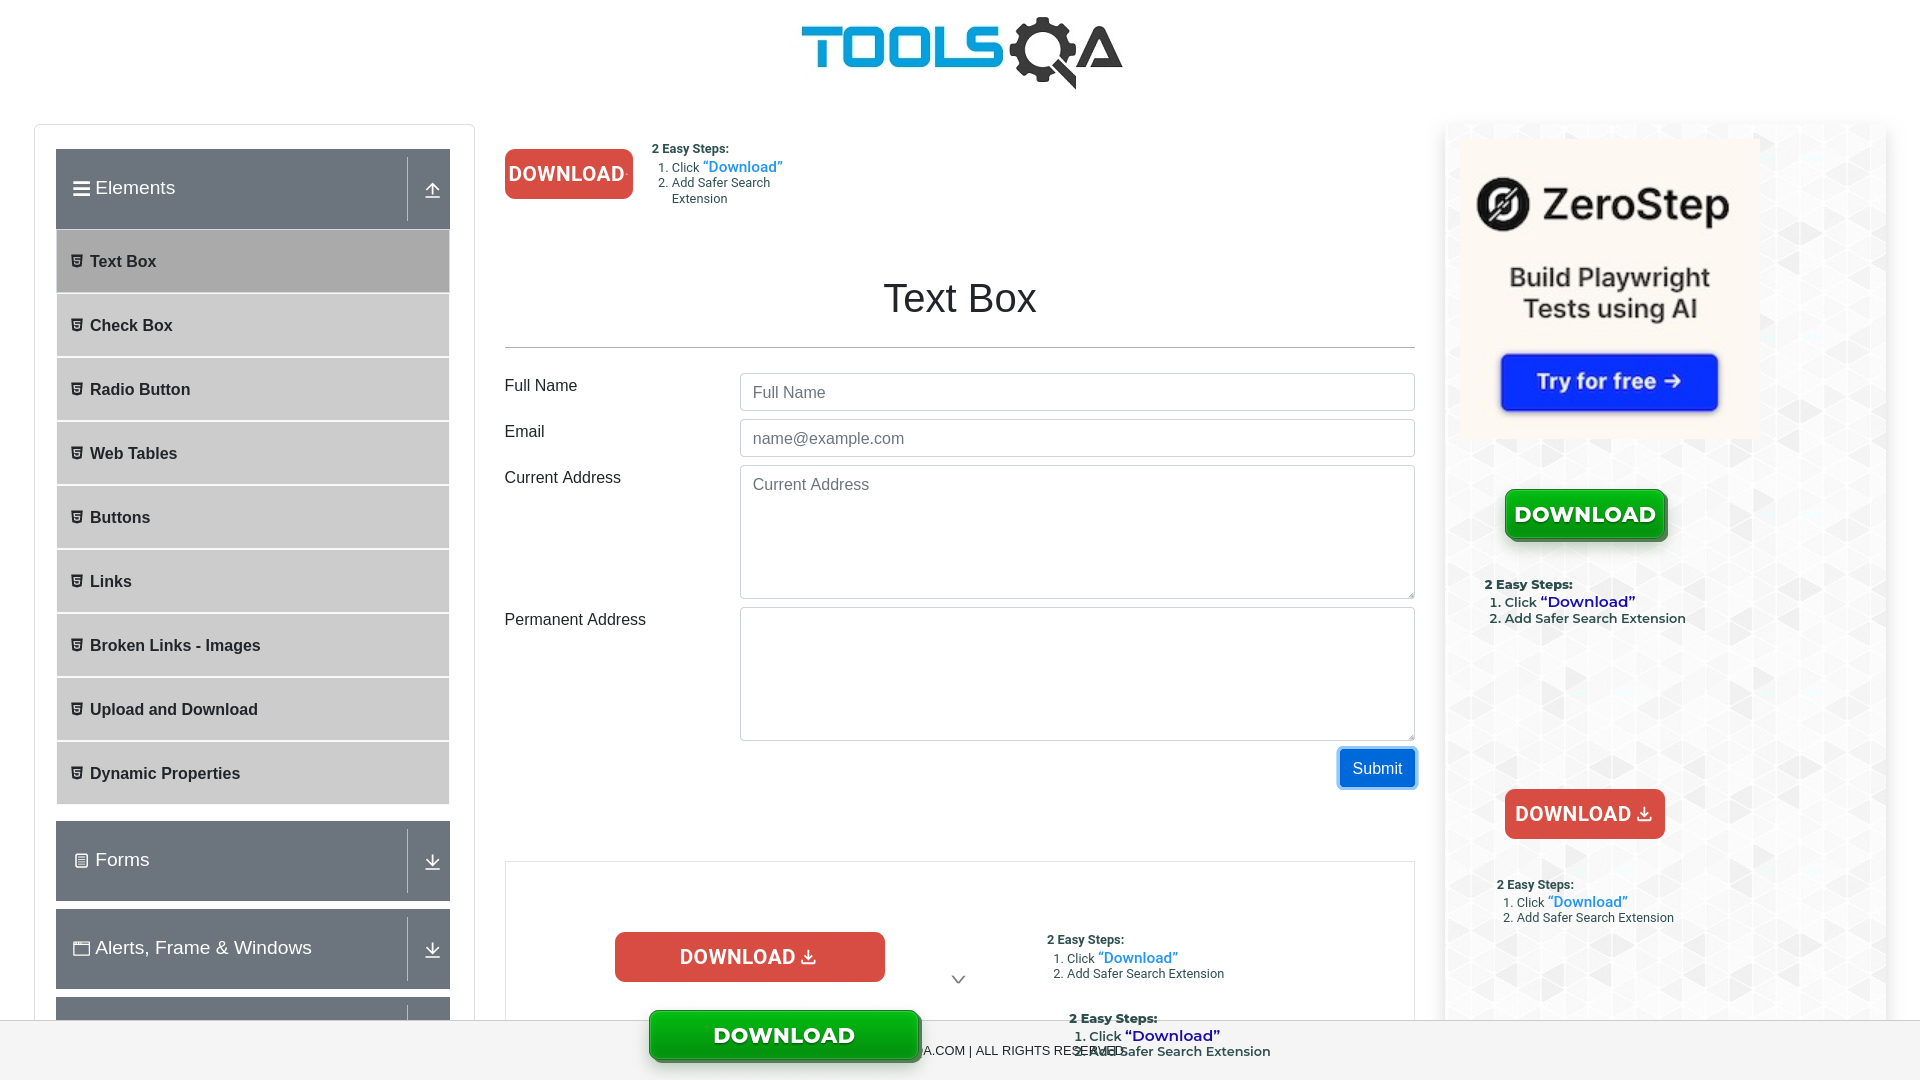 TOOLSQA
Elements
Text Box
Check Box
Radio Button
Web Tables
Buttons
Links
Broken Links - Images
Upload and Download
Dynamic Properties
Forms
Alerts, Frame & Windows
DOWNLOAD
2 Easy Steps:
1. Click “Download”
2. Add Safer Search
Extension
Text Box
Full Name
Full Name
Email
name@example.com
Current Address
Current Address
Permanent Address
Submit
DOWNLOAD
2 Easy Steps:
1. Click “Download”
2. Add Safer Search Extension
ZeroStep
Build Playwright
Tests using AI
Try for free →
DOWNLOAD
2 Easy Steps:
1. Click “Download”
2. Add Safer Search Extension
DOWNLOAD
2 Easy Steps:
1. Click “Download”
2. Add Safer Search Extension
DOWNLOAD
2 Easy Steps:
1. Click “Download”
2. Add Safer Search Extension
QA.COM | ALL RIGHTS RESERVED.